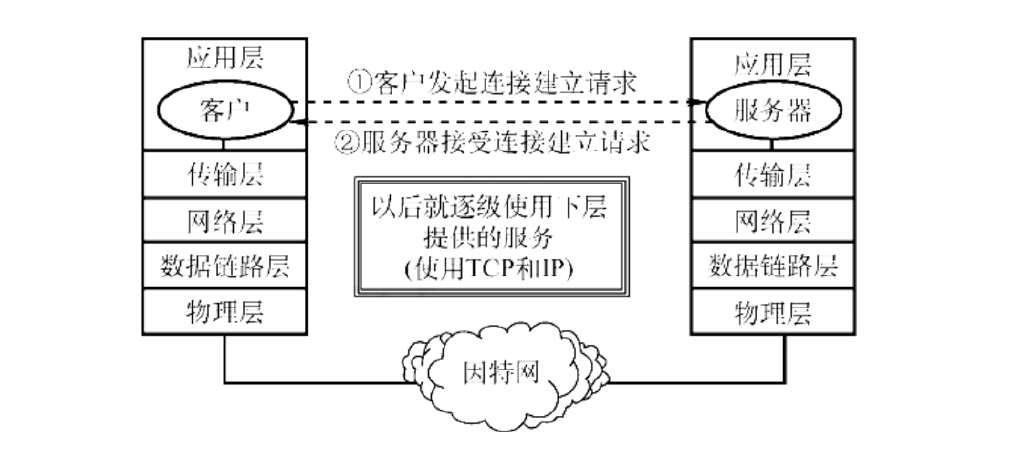 应用层
客户
传输层
网络层
数据链路层
物理层
①客户发起连接建立请求
②服务器接受连接建立请求
以后就逐级使用下层
提供的服务
(使用TCP和IP)
因特网
应用层
服务器
传输层
网络层
数据链路层
物理层